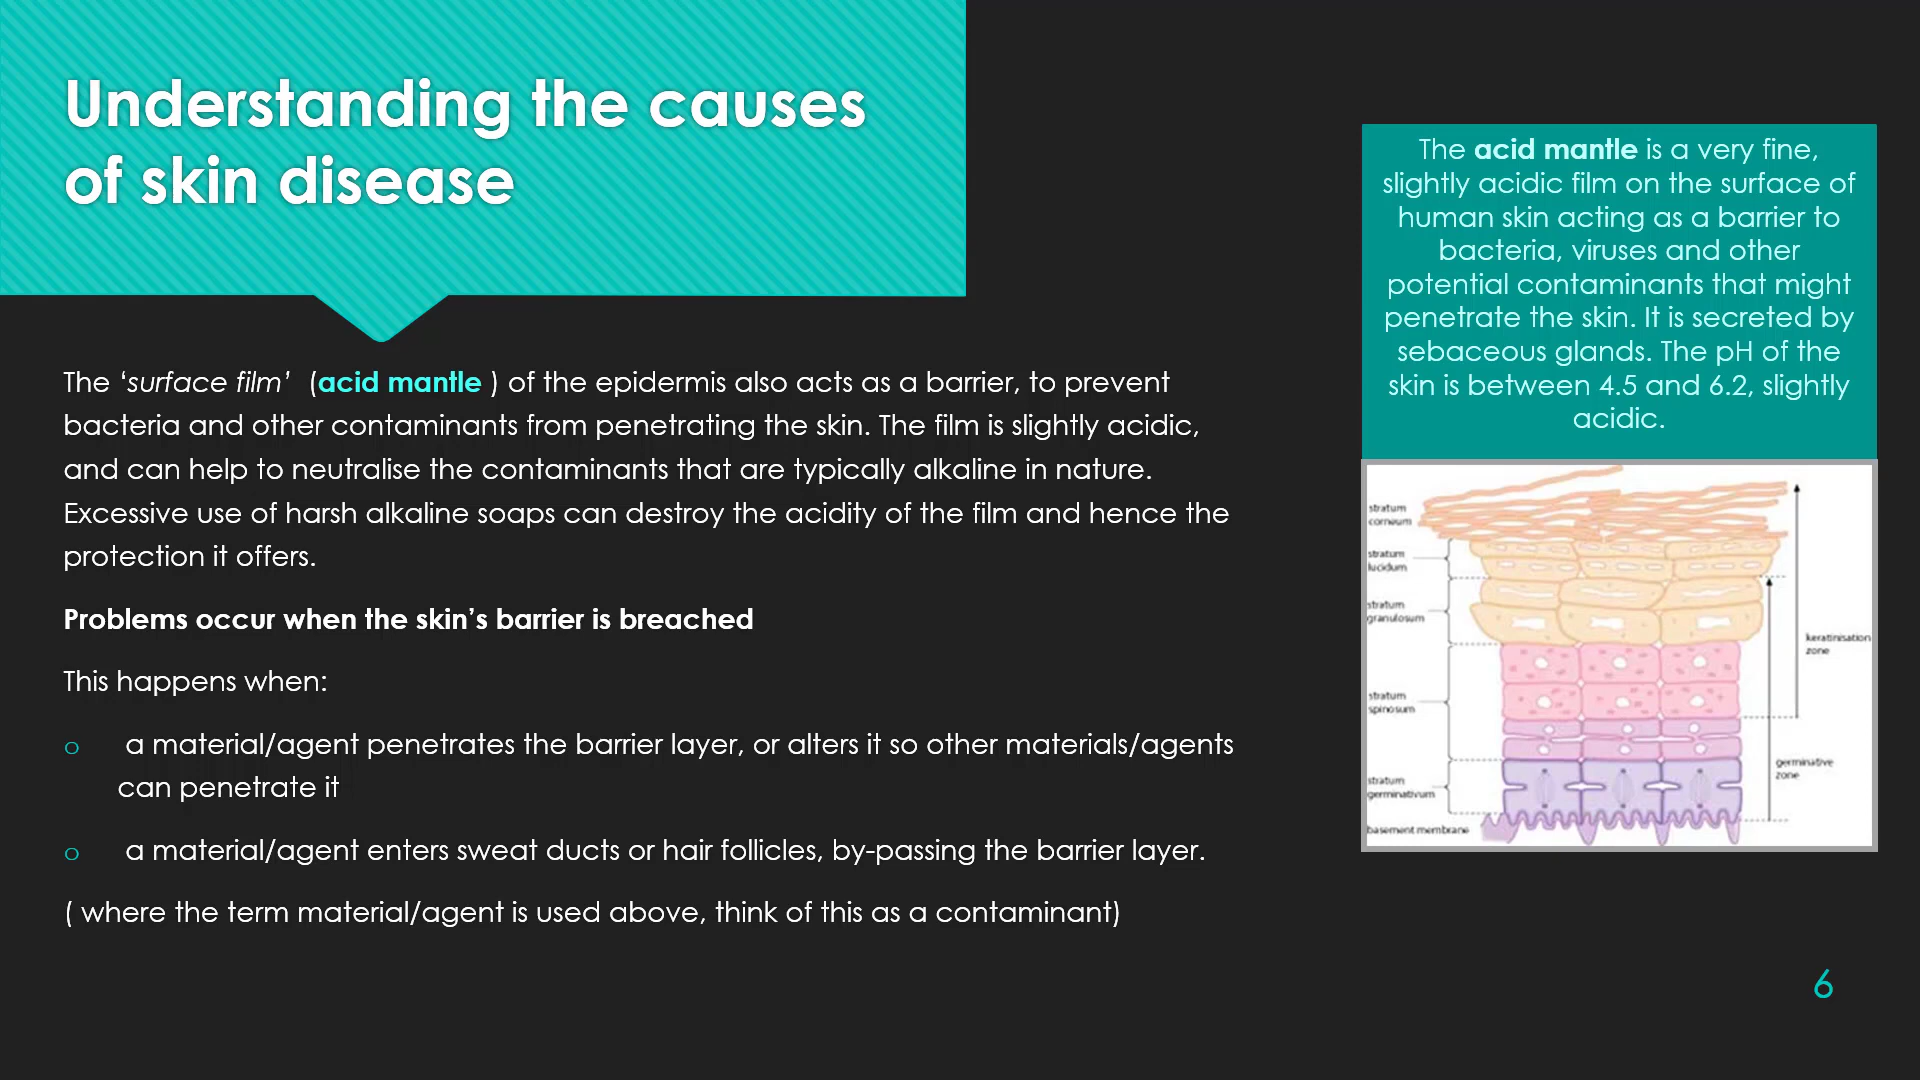 Understanding the causes
of skin disease
The ‘surface film’ (acid mantle ) of the epidermis also acts as a barrier, to prevent
bacteria and other contaminants from penetrating the skin. The film is slightly acidic,
and can help to neutralise the contaminants that are typically alkaline in nature.
Excessive use of harsh alkaline soaps can destroy the acidity of the film and hence the
protection it offers.
Problems occur when the skin’s barrier is breached
This happens when:
o a material/agent penetrates the barrier layer, or alters it so other materials/agents
can penetrate it
o a material/agent enters sweat ducts or hair follicles, by-passing the barrier layer.
( where the term material/agent is used above, think of this as a contaminant)
The acid mantle is a very fine,
slightly acidic film on the surface of
human skin acting as a barrier to
bacteria, viruses and other
potential contaminants that might
penetrate the skin. It is secreted by
sebaceous glands. The pH of the
skin is between 4.5 and 6.2, slightly
acidic.
stratum
corneum
stratum
lucidum
stratum
granulosum
keratinisation
zone
stratum
spinosum
germinative
zone
stratum
germinativum
basement membrane
6